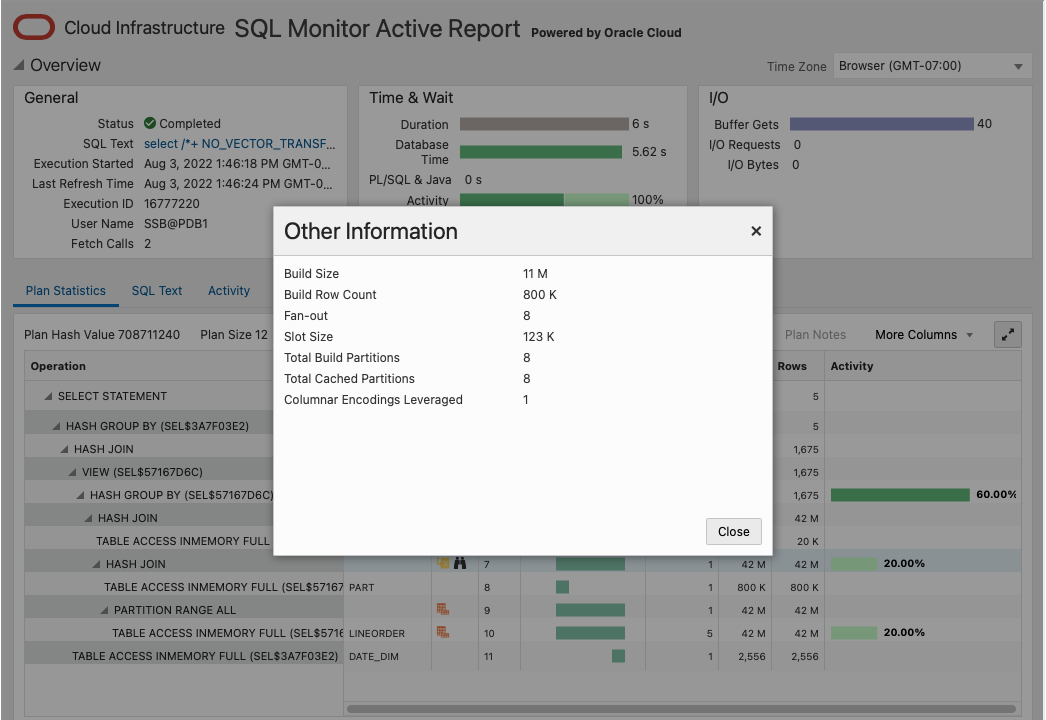 Cloud Infrastructure SQL Monitor Active Report Powered by Oracle Cloud
Overview
Time Zone Browser (GMT-07:00)
General
Status Completed
SQL Text select /*+ NO_VECTOR_TRANSF...
Execution Started Aug 3, 2022 1:46:18 PM GMT-0...
Last Refresh Time Aug 3, 2022 1:46:24 PM GMT-0...
Execution ID 16777220
User Name SSB@PDB1
Fetch Calls 2
Time & Wait
Duration 6 s
Database Time 5.62 s
PL/SQL & Java 0 s
Activity 100%
I/O
Buffer Gets 40
I/O Requests 0
I/O Bytes 0
Other Information ×
Build Size 11 M
Build Row Count 800 K
Fan-out 8
Slot Size 123 K
Total Build Partitions 8
Total Cached Partitions 8
Columnar Encodings Leveraged 1
Close
Plan Statistics SQL Text Activity
Plan Hash Value 708711240 Plan Size 12 Plan Notes More Columns
Operation Rows Activity
SELECT STATEMENT 5
HASH GROUP BY (SEL$3A7F03E2) 5
HASH JOIN 1,675
VIEW (SEL$57167D6C) 1,675
HASH GROUP BY (SEL$57167D6C) 1,675 60.00%
HASH JOIN 42 M
TABLE ACCESS INMEMORY FULL 20 K
HASH JOIN 7 1 42 M 42 M 20.00%
TABLE ACCESS INMEMORY FULL (SEL$57167 PART 8 1 800 K 800 K
PARTITION RANGE ALL 9 1 42 M 42 M
TABLE ACCESS INMEMORY FULL (SEL$5716 LINEORDER 10 5 42 M 42 M 20.00%
TABLE ACCESS INMEMORY FULL (SEL$3A7F03E2) DATE_DIM 11 1 2,556 2,556